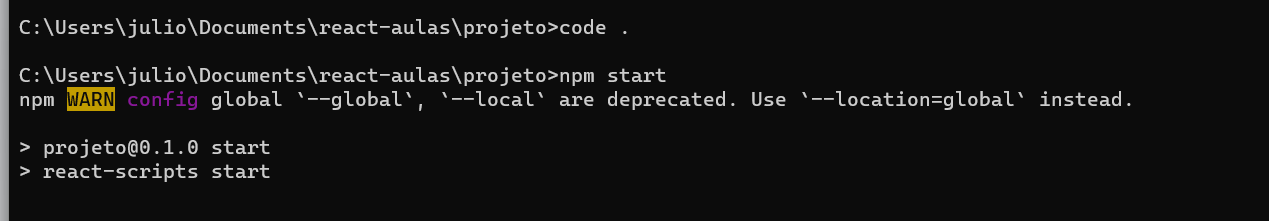 C:\Users\julio\Documents\react-aulas\projeto>code .
C:\Users\julio\Documents\react-aulas\projeto>npm start
npm WARN config global `--global`, `--local` are deprecated. Use `--location=global` instead.
> projeto@0.1.0 start
> react-scripts start